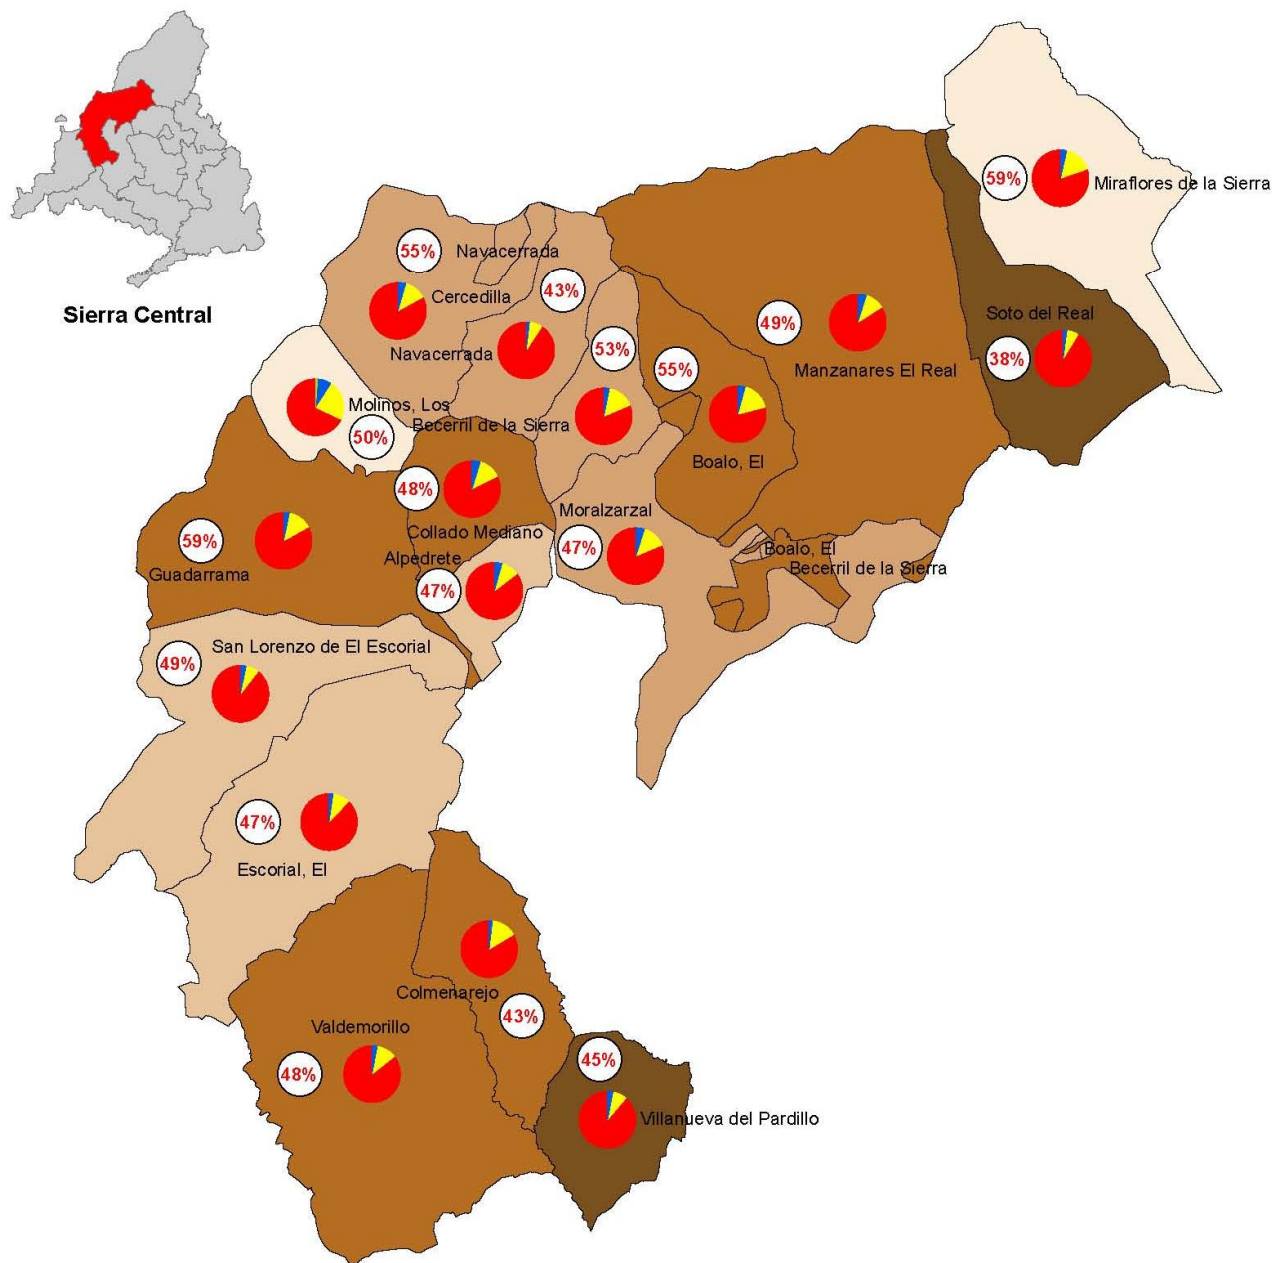 59%
Miraflores de la Sierra
55%
Navacerrada
Cercedilla
43%
Sierra Central
Soto del Real
49%
Navacerrada
53%
38%
55%
Manzanares El Real
Molinos, Los
Becerril de la Sierra
50%
Boalo, El
48%
Moralzarzal
Collado Mediano
59%
47%
Boalo, El
Alpedrete
Becerril de la Sierra
Guadarrama
47%
San Lorenzo de El Escorial
49%
47%
Escorial, El
Colmenarejo
43%
Valdemorillo
45%
48%
Villanueva del Pardillo